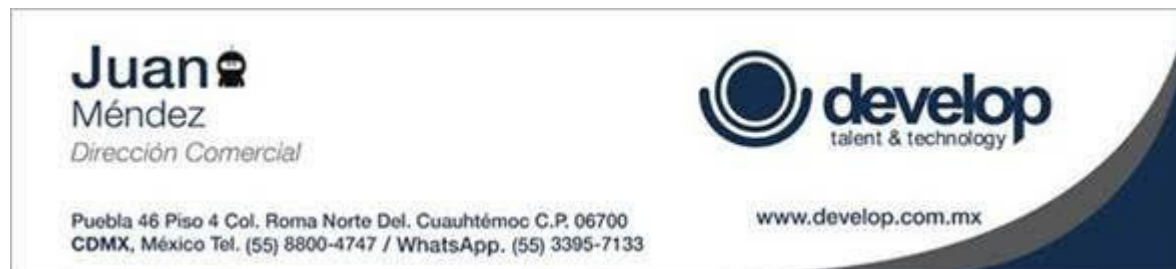 Juan
Méndez
Dirección Comercial
Puebla 46 Piso 4 Col. Roma Norte Del. Cuauhtémoc C.P. 06700
CDMX, México Tel. (55) 8800-4747 / WhatsApp. (55) 3395-7133
develop
talent & technology
www.develop.com.mx